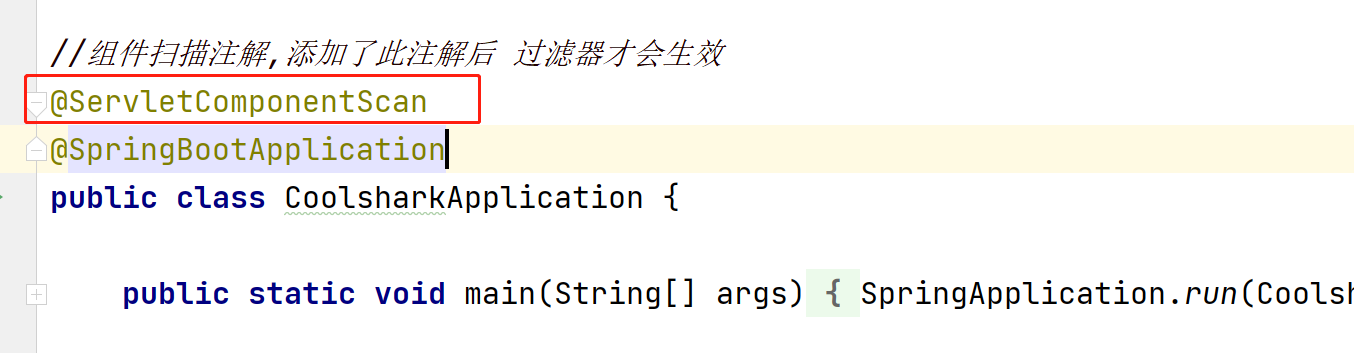 //组件扫描注解,添加了此注解后 过滤器才会生效
@ServletComponentScan
@SpringBootApplication
public class CoolsharkApplication {
public static void main(String[] args) { SpringApplication.run(Coolsh